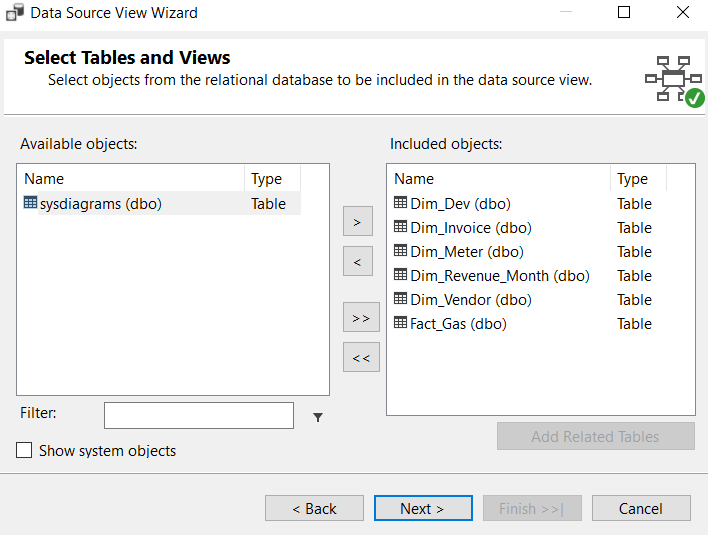 Data Source View Wizard
Select Tables and Views
Select objects from the relational database to be included in the data source view.
Available objects:
Name Type
sysdiagrams (dbo) Table
>
<
>>
<<
Included objects:
Name Type
Dim_Dev (dbo) Table
Dim_Invoice (dbo) Table
Dim_Meter (dbo) Table
Dim_Revenue_Month (dbo) Table
Dim_Vendor (dbo) Table
Fact_Gas (dbo) Table
Filter:
Add Related Tables
Show system objects
< Back Next > Finish >>| Cancel